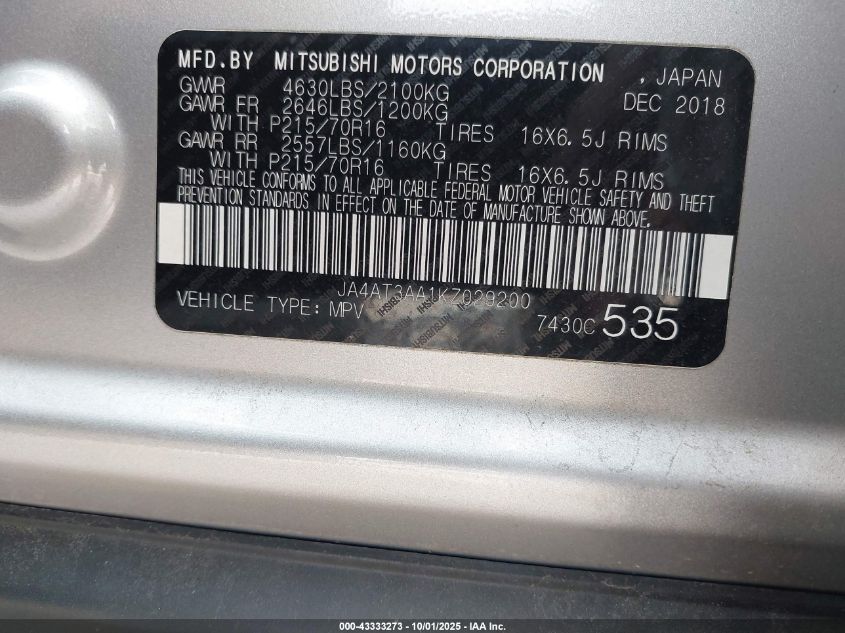 MFD.BY MITSUBISHI MOTORS CORPORATION , JAPAN
GVWR 4630LBS/2100KG DEC 2018
GAWR FR 2646LBS/1200KG
WITH P215/70R16 TIRES 16X6.5J RIMS
GAWR RR 2557LBS/1160KG
WITH P215/70R16 TIRES 16X6.5J RIMS
THIS VEHICLE CONFORMS TO ALL APPLICABLE FEDERAL MOTOR VEHICLE SAFETY AND THEFT
PREVENTION STANDARDS IN EFFECT ON THE DATE OF MANUFACTURE SHOWN ABOVE.
JA4AT3AA1KZ029200
VEHICLE TYPE: MPV 7430C 535
000-43333273 - 10/01/2025 - IAA Inc.